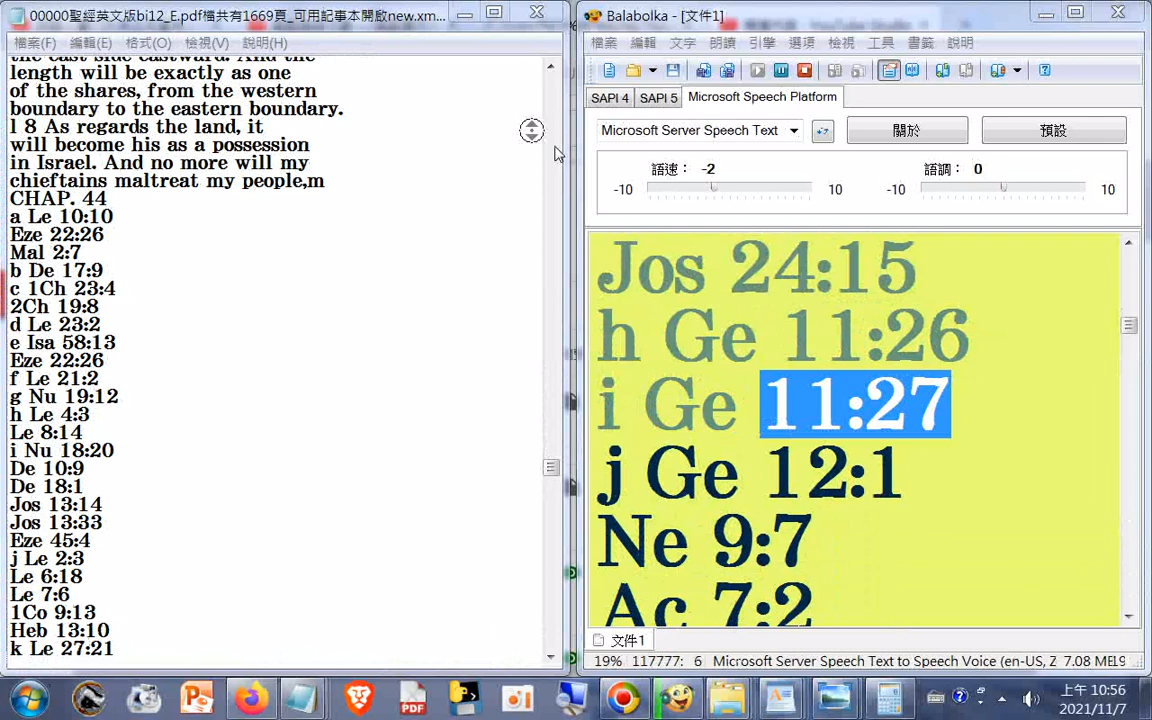 00000聖經英文版bi12_E.pdf檔共有1669頁_可用記事本開啟new.xm...
檔案(F) 編輯(E) 格式(O) 檢視(V) 說明(H)
the east side eastward. And the
length will be exactly as one
of the shares, from the western
boundary to the eastern boundary.
l 8 As regards the land, it
will become his as a possession
in Israel. And no more will my
chieftains maltreat my people,m
CHAP. 44
a Le 10:10
Eze 22:26
Mal 2:7
b De 17:9
c 1Ch 23:4
2Ch 19:8
d Le 23:2
e Isa 58:13
Eze 22:26
f Le 21:2
g Nu 19:12
h Le 4:3
Le 8:14
i Nu 18:20
De 10:9
De 18:1
Jos 13:14
Jos 13:33
Eze 45:4
j Le 2:3
Le 6:18
Le 7:6
1Co 9:13
Heb 13:10
k Le 27:21
Balabolka - [文件1]
檔案 編輯 文字 朗讀 引擎 選項 檢視 工具 書籤 說明
SAPI 4 SAPI 5 Microsoft Speech Platform
Microsoft Server Speech Text 關於 預設
語速： -2 語調： 0
-10 10 -10 10
Jos 24:15
h Ge 11:26
i Ge 11:27
j Ge 12:1
Ne 9:7
Ac 7:2
文件1
19% 117777: 6 Microsoft Server Speech Text to Speech Voice (en-US, Z 7.08 ME
上午 10:56
2021/11/7